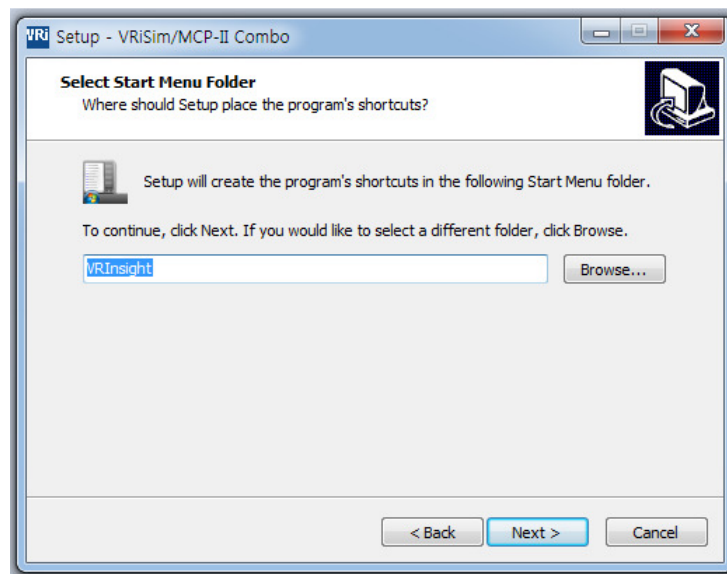 VRi Setup - VRiSim/MCP-II Combo
Select Start Menu Folder
Where should Setup place the program's shortcuts?
Setup will create the program's shortcuts in the following Start Menu folder.
To continue, click Next. If you would like to select a different folder, click Browse.
VRInsight Browse...
< Back Next > Cancel